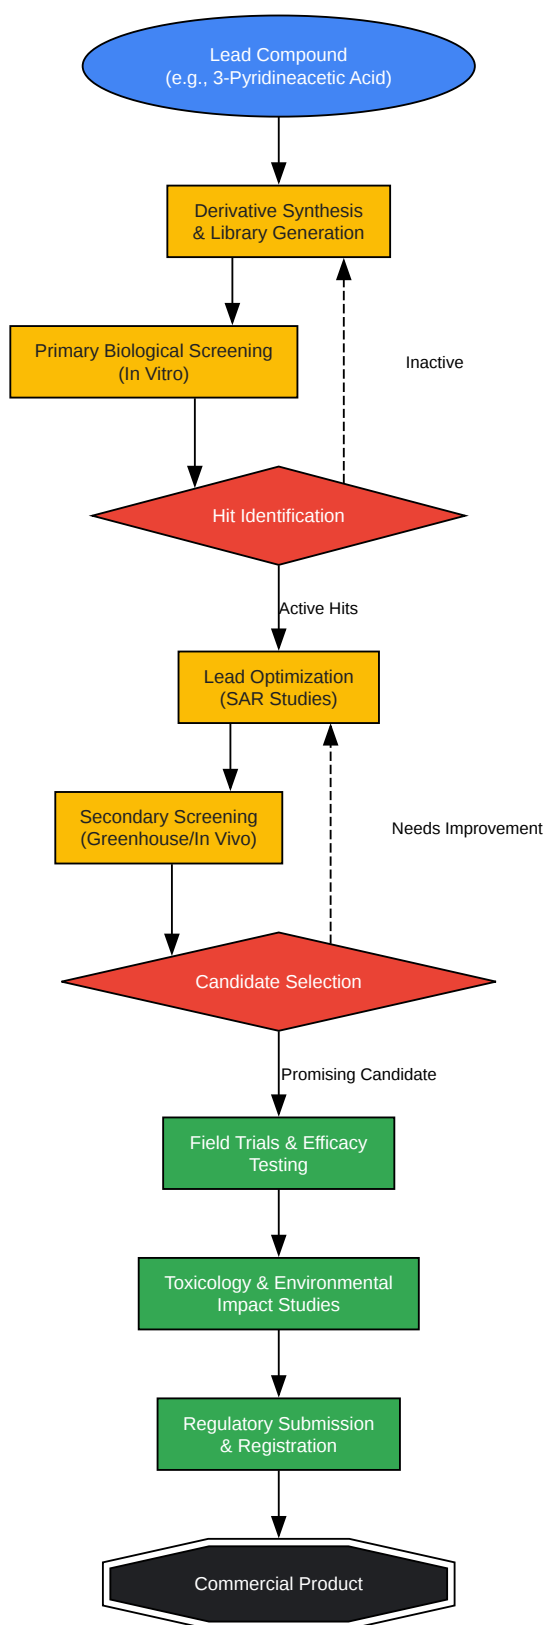 Lead Compound
(e.g., 3-Pyridineacetic Acid)
Derivative Synthesis
& Library Generation
Primary Biological Screening
(In Vitro)
Inactive
Hit Identification
Active Hits
Lead Optimization
(SAR Studies)
Secondary Screening
(Greenhouse/In Vivo)
Needs Improvement
Candidate Selection
Promising Candidate
Field Trials & Efficacy
Testing
Toxicology & Environmental
Impact Studies
Regulatory Submission
& Registration
Commercial Product